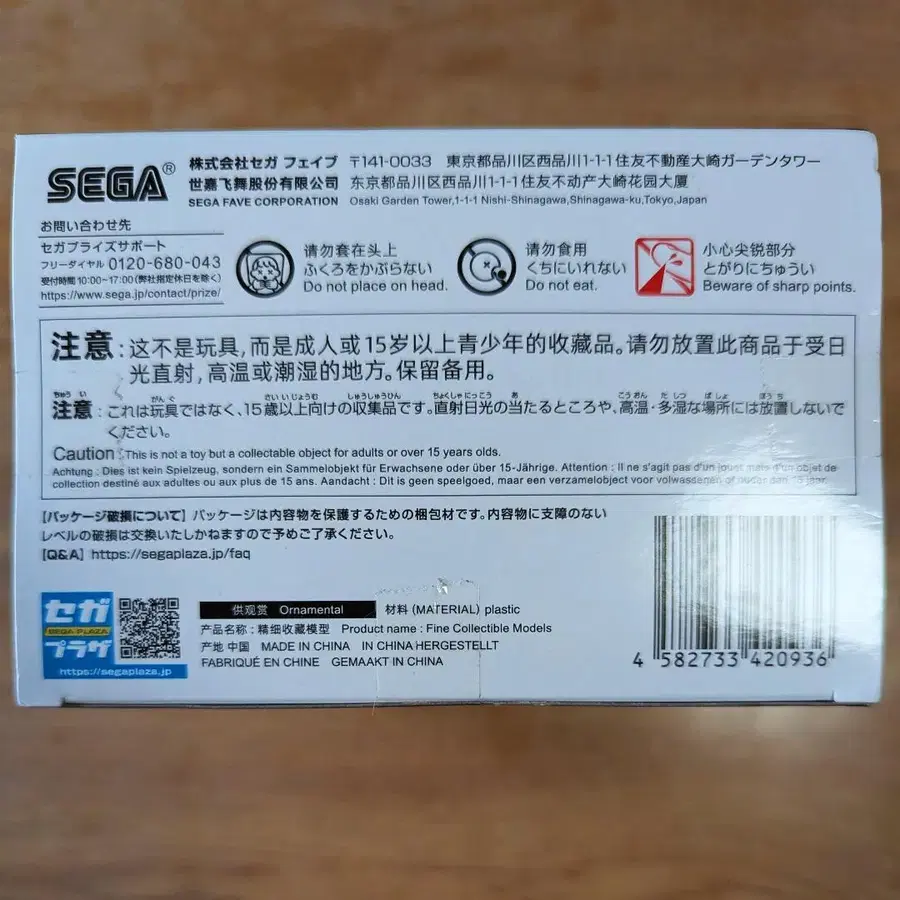 SEGA®
株式会社セガ フェイブ 〒141-0033 東京都品川区西品川1-1-1住友不動産大崎ガーデンタワー
世嘉飞舞股份有限公司 东京都品川区西品川1-1-1住友不动产大崎花园大厦
SEGA FAVE CORPORATION Osaki Garden Tower,1-1-1 Nishi-Shinagawa,Shinagawa-ku,Tokyo,Japan
お問い合わせ先
セガプライズサポート
フリーダイヤル 0120-680-043
受付時間10:00~17:00(弊社指定休日を除く)
https://www.sega.jp/contact/prize/
请勿套在头上
ふくろをかぶらない
Do not place on head.
请勿食用
くちにいれない
Do not eat.
小心尖锐部分
とがりにちゅうい
Beware of sharp points.
注意:这不是玩具,而是成人或15岁以上青少年的收藏品。请勿放置此商品于受日
光直射,高温或潮湿的地方。保留备用。
注意:これは玩具ではなく、15歳以上向けの収集品です。直射日光の当たるところや、高温・多湿な場所には放置しないで
ください。
Caution : This is not a toy but a collectable object for adults or over 15 years olds.
Achtung : Dies ist kein Spielzeug, sondern ein Sammelobjekt für Erwachsene oder über 15-Jährige. Attention : Il ne s'agit pas d'un jouet mais d'un objet de
collection destiné aux adultes ou aux plus de 15 ans. Aandacht : Dit is geen speelgoed, maar een verzamelobject voor volwassenen of ouder dan 15 jaar.
【パッケージ破損について】パッケージは内容物を保護するための梱包材です。内容物に支障のない
レベルの破損は交換いたしかねますので予めご了承ください。
【Q&A】https://segaplaza.jp/faq
セガ
SEGA PLAZA
プラザ
https://segaplaza.jp
供观赏 Ornamental 材料 (MATERIAL) plastic
产品名称:精细收藏模型 Product name : Fine Collectible Models
产地 中国 MADE IN CHINA IN CHINA HERGESTELLT
FABRIQUÉ EN CHINE GEMAAKT IN CHINA
4 582733 420936